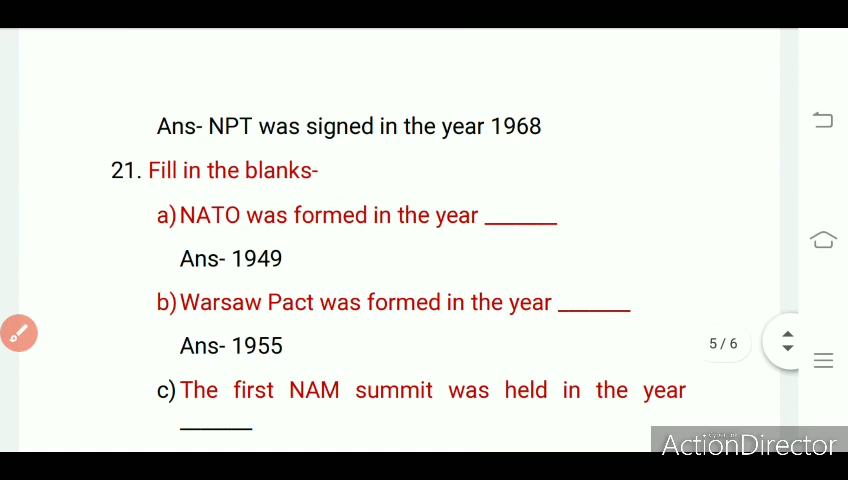 Ans- NPT was signed in the year 1968
21. Fill in the blanks-
a) NATO was formed in the year ______
Ans- 1949
b) Warsaw Pact was formed in the year ______
Ans- 1955
5 / 6
c) The first NAM summit was held in the year
______
ActionDirector